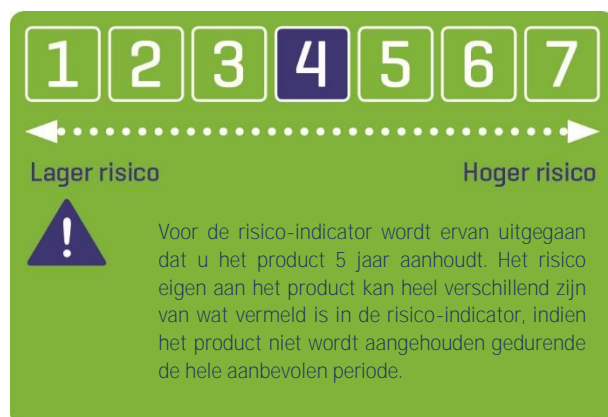 1 2 3 4 5 6 7
Lager risico Hoger risico
!
Voor de risico-indicator wordt ervan uitgegaan
dat u het product 5 jaar aanhoudt. Het risico
eigen aan het product kan heel verschillend zijn
van wat vermeld is in de risico-indicator, indien
het product niet wordt aangehouden gedurende
de hele aanbevolen periode.